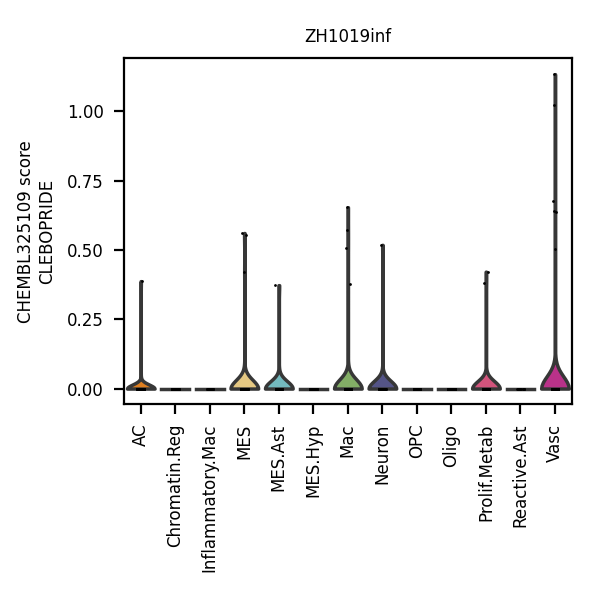 ZH1019inf
CHEMBL325109 score
CLEBOPRIDE
1.00
0.75
0.50
0.25
0.00
AC
Chromatin.Reg
Inflammatory.Mac
MES
MES.Ast
MES.Hyp
Mac
Neuron
OPC
Oligo
Prolif.Metab
Reactive.Ast
Vasc